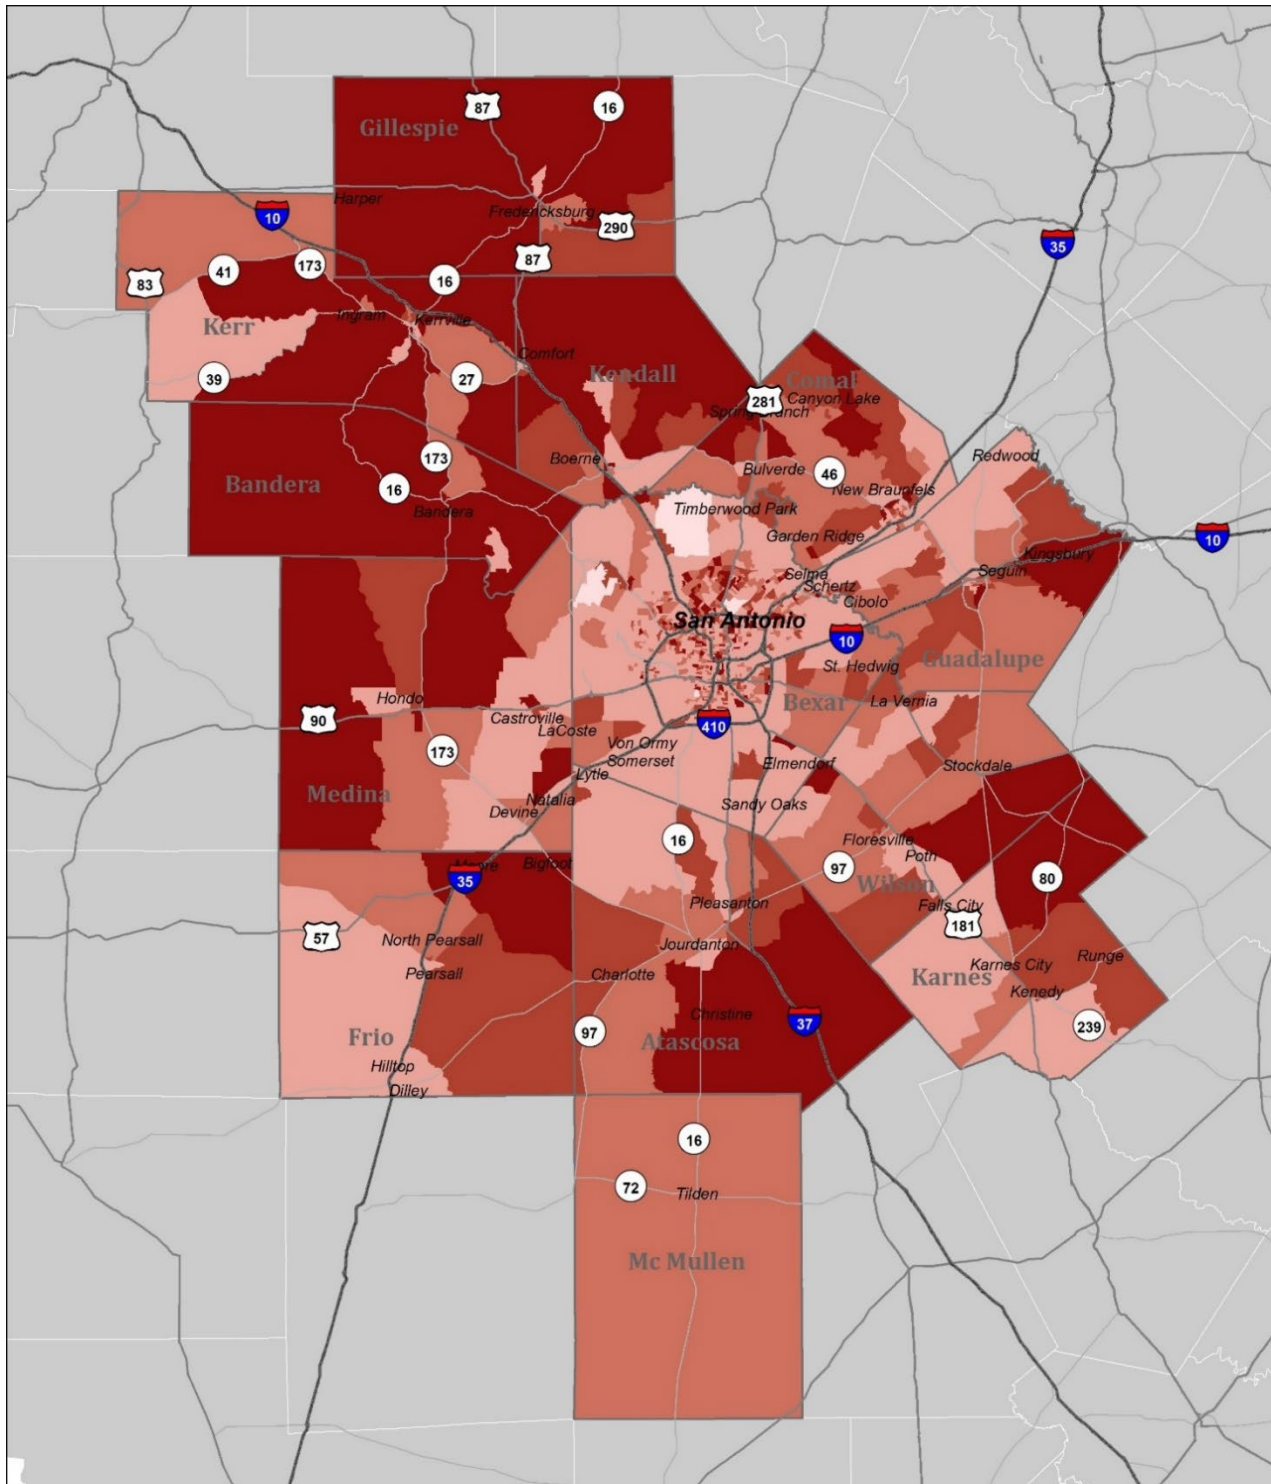 87
16
Gillespie
Harper
Fredericksburg
10
290
35
87
41
173
16
83
Kerr
Ingram
Kerrville
Comfort
Kendall
Comal
39
27
281
Canyon Lake
Spring Branch
Boerne
Bulverde
46
Redwood
173
Bandera
16
New Braunfels
Bandera
Timberwood Park
Garden Ridge
10
Kingsbury
Selma
Seguin
Schertz
Cibolo
San Antonio
10
St. Hedwig
Guadalupe
Hondo
Bexar
La Vernia
90
Castroville
LaCoste
410
173
Von Ormy
Somerset
Elmendorf
Stockdale
Lytle
Medina
Natalia
Devine
Sandy Oaks
16
Floresville
Poth
Moore
Bigfoot
97
Wilson
80
35
Pleasanton
Falls City
181
57
North Pearsall
Jourdanton
Pearsall
Charlotte
Karnes
Karnes City
Runge
Kenedy
Christine
37
239
Frio
97
Atascosa
Hilltop
Dilley
16
72
Tilden
Mc Mullen